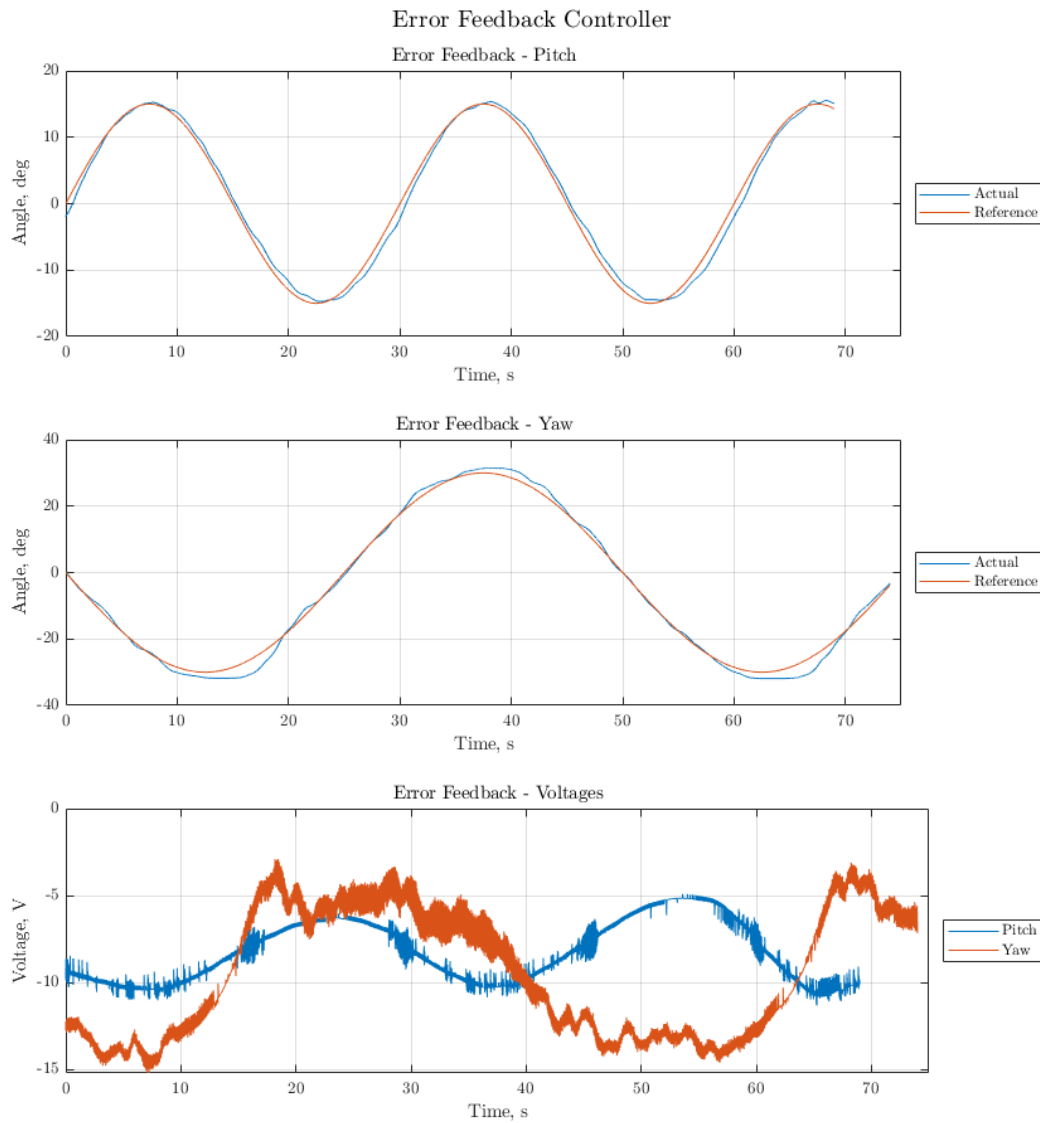 Error Feedback Controller
Error Feedback - Pitch
20
10
0
-10
-20
Angle, deg
0 10 20 30 40 50 60 70
Time, s
Actual
Reference
Error Feedback - Yaw
40
20
0
-20
-40
Angle, deg
0 10 20 30 40 50 60 70
Time, s
Actual
Reference
Error Feedback - Voltages
0
-5
-10
-15
Voltage, V
0 10 20 30 40 50 60 70
Time, s
Pitch
Yaw